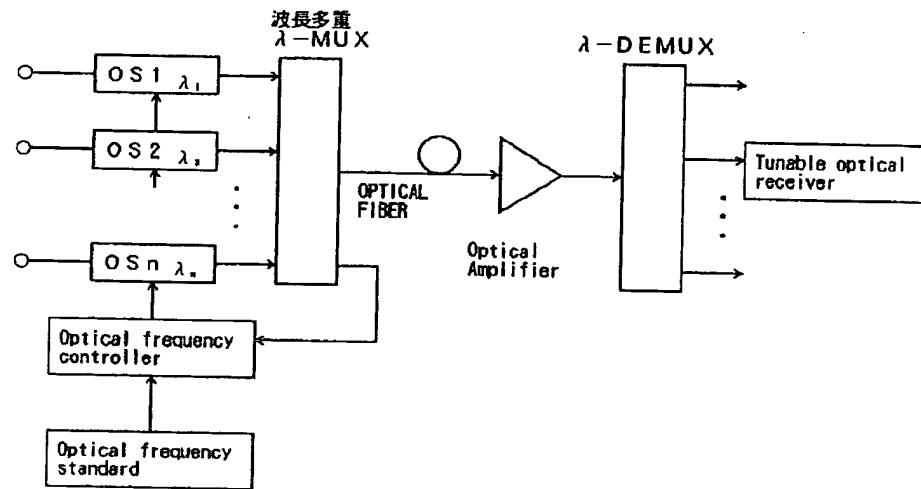 波長多重
λ-MUX
λ-DEMUX
OS1 λ₁
OS2 λ₂
OSn λₙ
OPTICAL
FIBER
Optical
Amplifier
Tunable optical
receiver
Optical frequency
controller
Optical frequency
standard